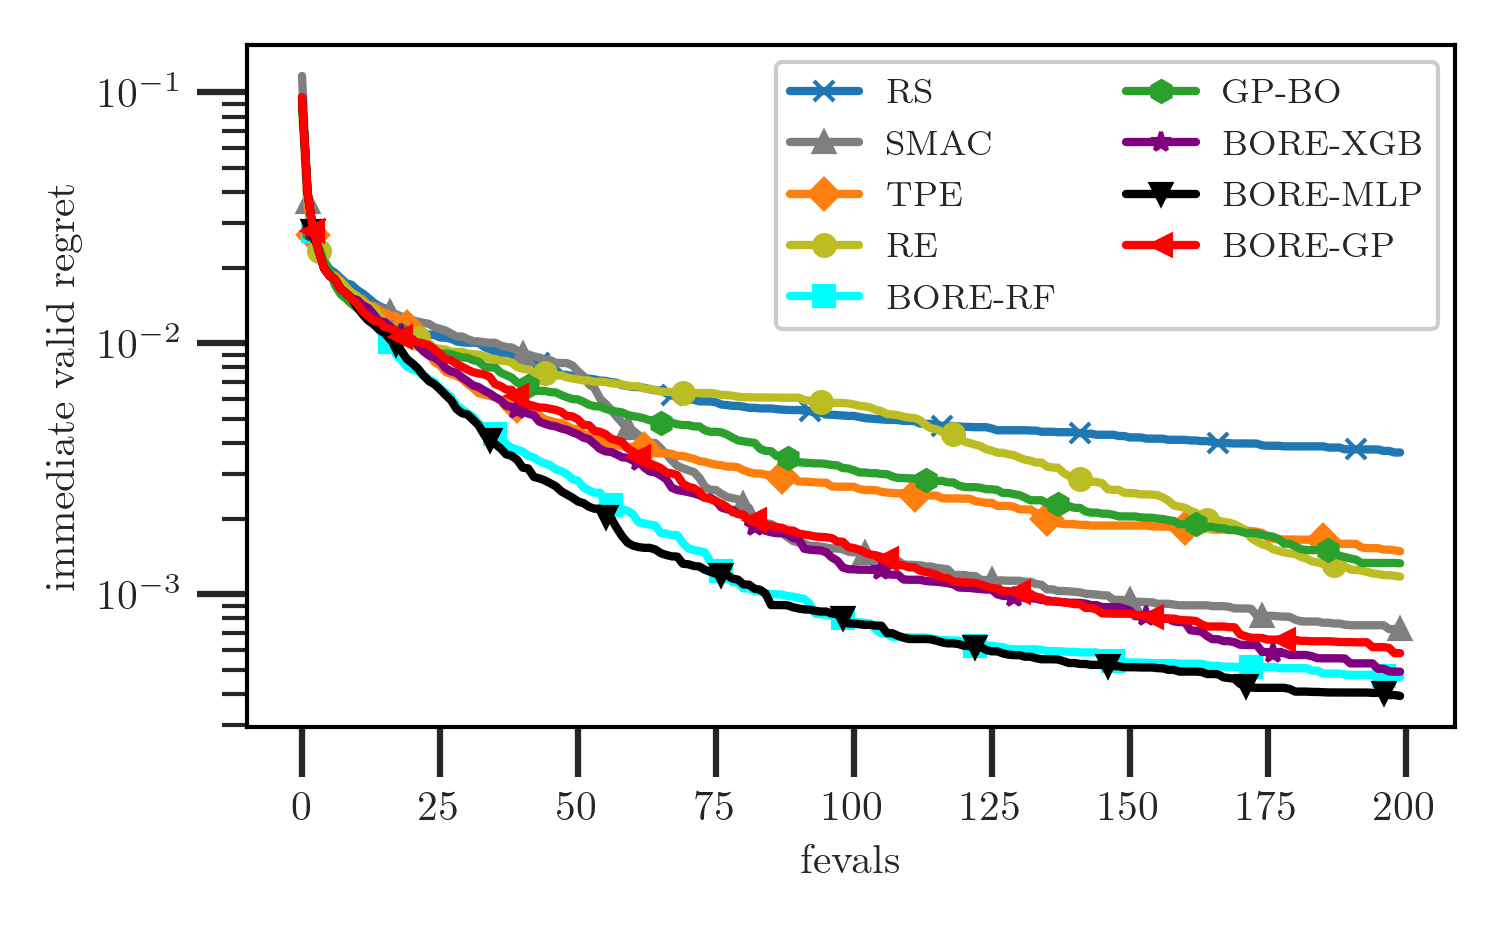 10⁻¹
10⁻²
10⁻³
immediate valid regret
RS
SMAC
TPE
RE
BORE-RF
GP-BO
BORE-XGB
BORE-MLP
BORE-GP
0 25 50 75 100 125 150 175 200
fevals